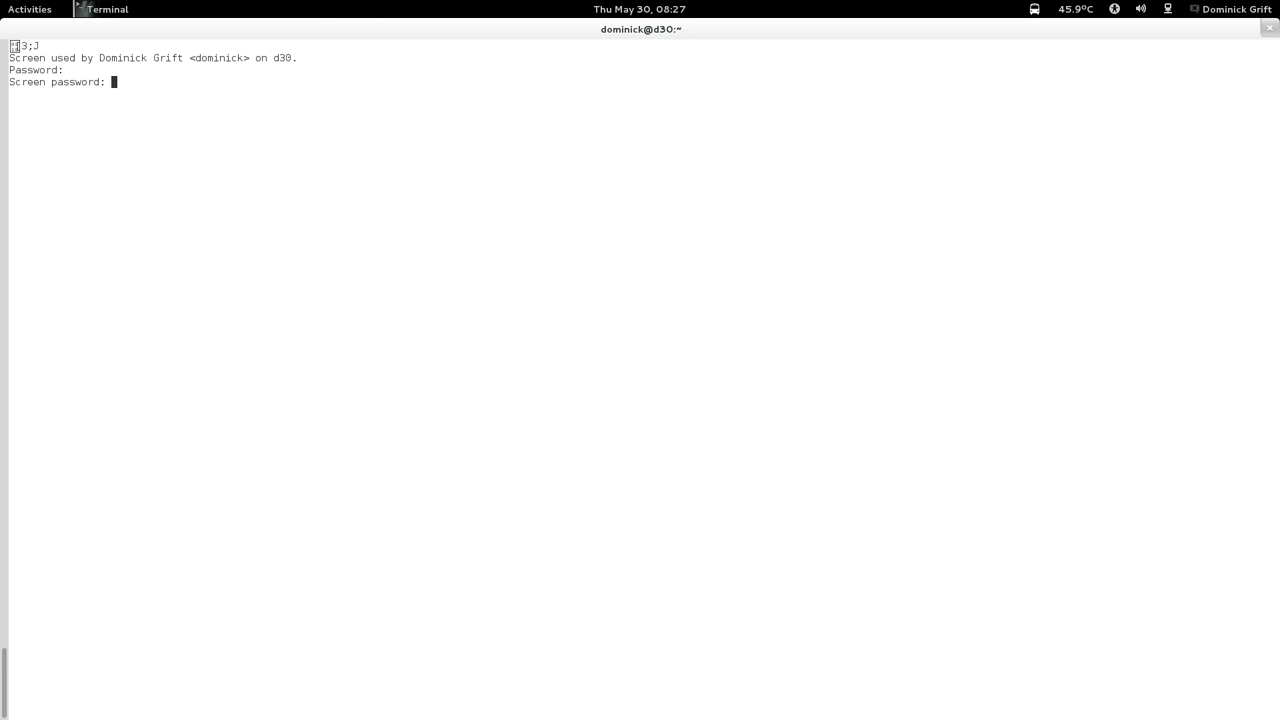 Activities
Terminal
Thu May 30, 08:27
45.9°C
Dominick Grift
dominick@d30:~
3;J
Screen used by Dominick Grift <dominick> on d30.
Password:
Screen password: